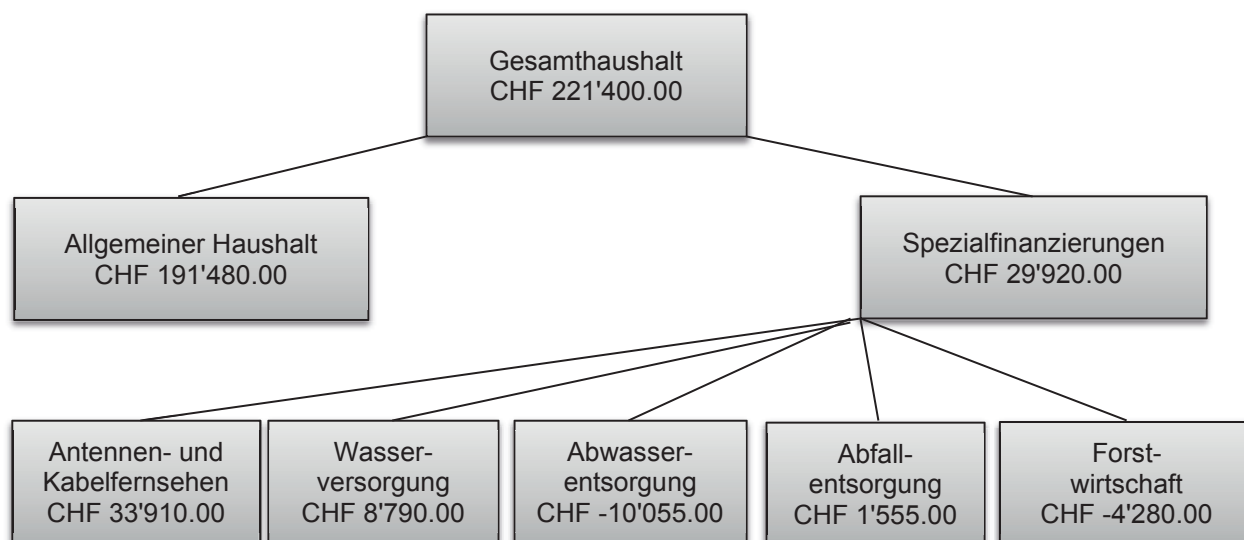 Gesamthaushalt
CHF 221'400.00
Allgemeiner Haushalt
CHF 191'480.00
Spezialfinanzierungen
CHF 29'920.00
Antennen- und
Kabelfernsehen
CHF 33'910.00
Wasser-
versorgung
CHF 8'790.00
Abwasser-
entsorgung
CHF -10'055.00
Abfall-
entsorgung
CHF 1'555.00
Forst-
wirtschaft
CHF -4'280.00